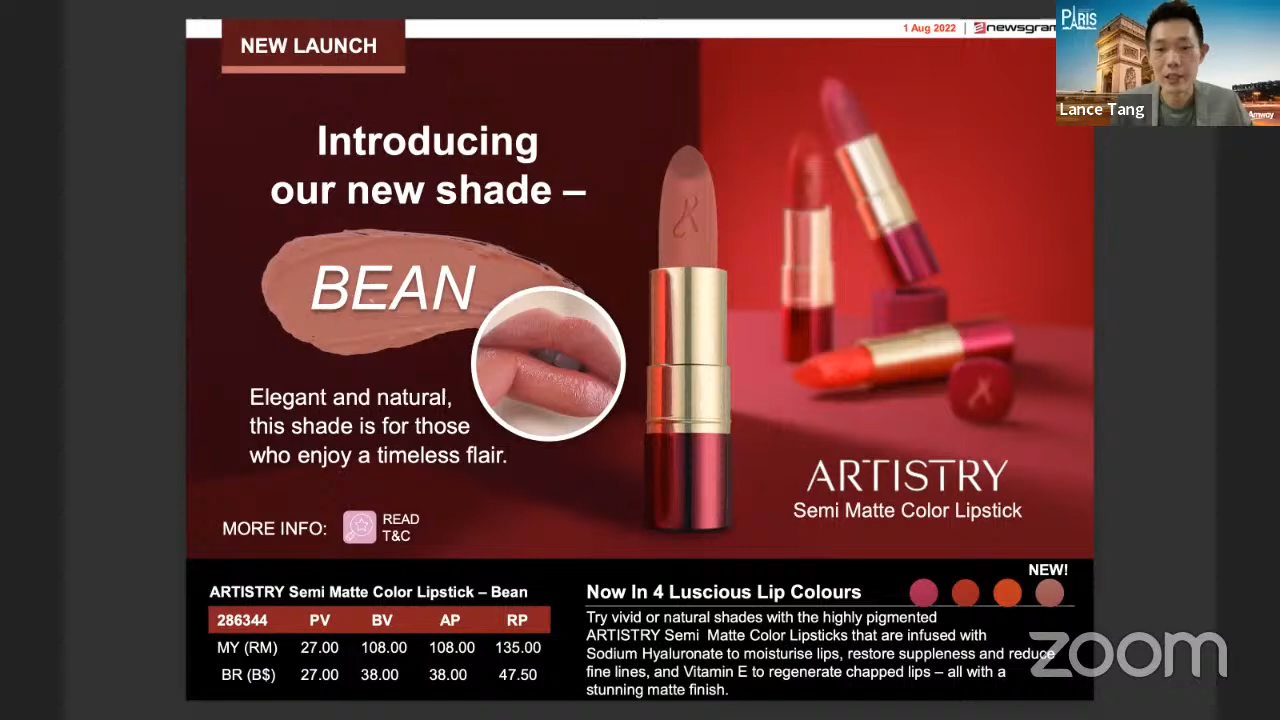 NEW LAUNCH
1 Aug 2022 | newsgram
PARIS
Lance Tang
Amway
Introducing
our new shade –
BEAN
Elegant and natural,
this shade is for those
who enjoy a timeless flair.
MORE INFO:
READ
T&C
ARTISTRY
Semi Matte Color Lipstick
ARTISTRY Semi Matte Color Lipstick – Bean
286344 PV BV AP RP
MY (RM) 27.00 108.00 108.00 135.00
BR (B$) 27.00 38.00 38.00 47.50
NEW!
Now In 4 Luscious Lip Colours
Try vivid or natural shades with the highly pigmented
ARTISTRY Semi Matte Color Lipsticks that are infused with
Sodium Hyaluronate to moisturise lips, restore suppleness and reduce
fine lines, and Vitamin E to regenerate chapped lips – all with a
stunning matte finish.
zoom